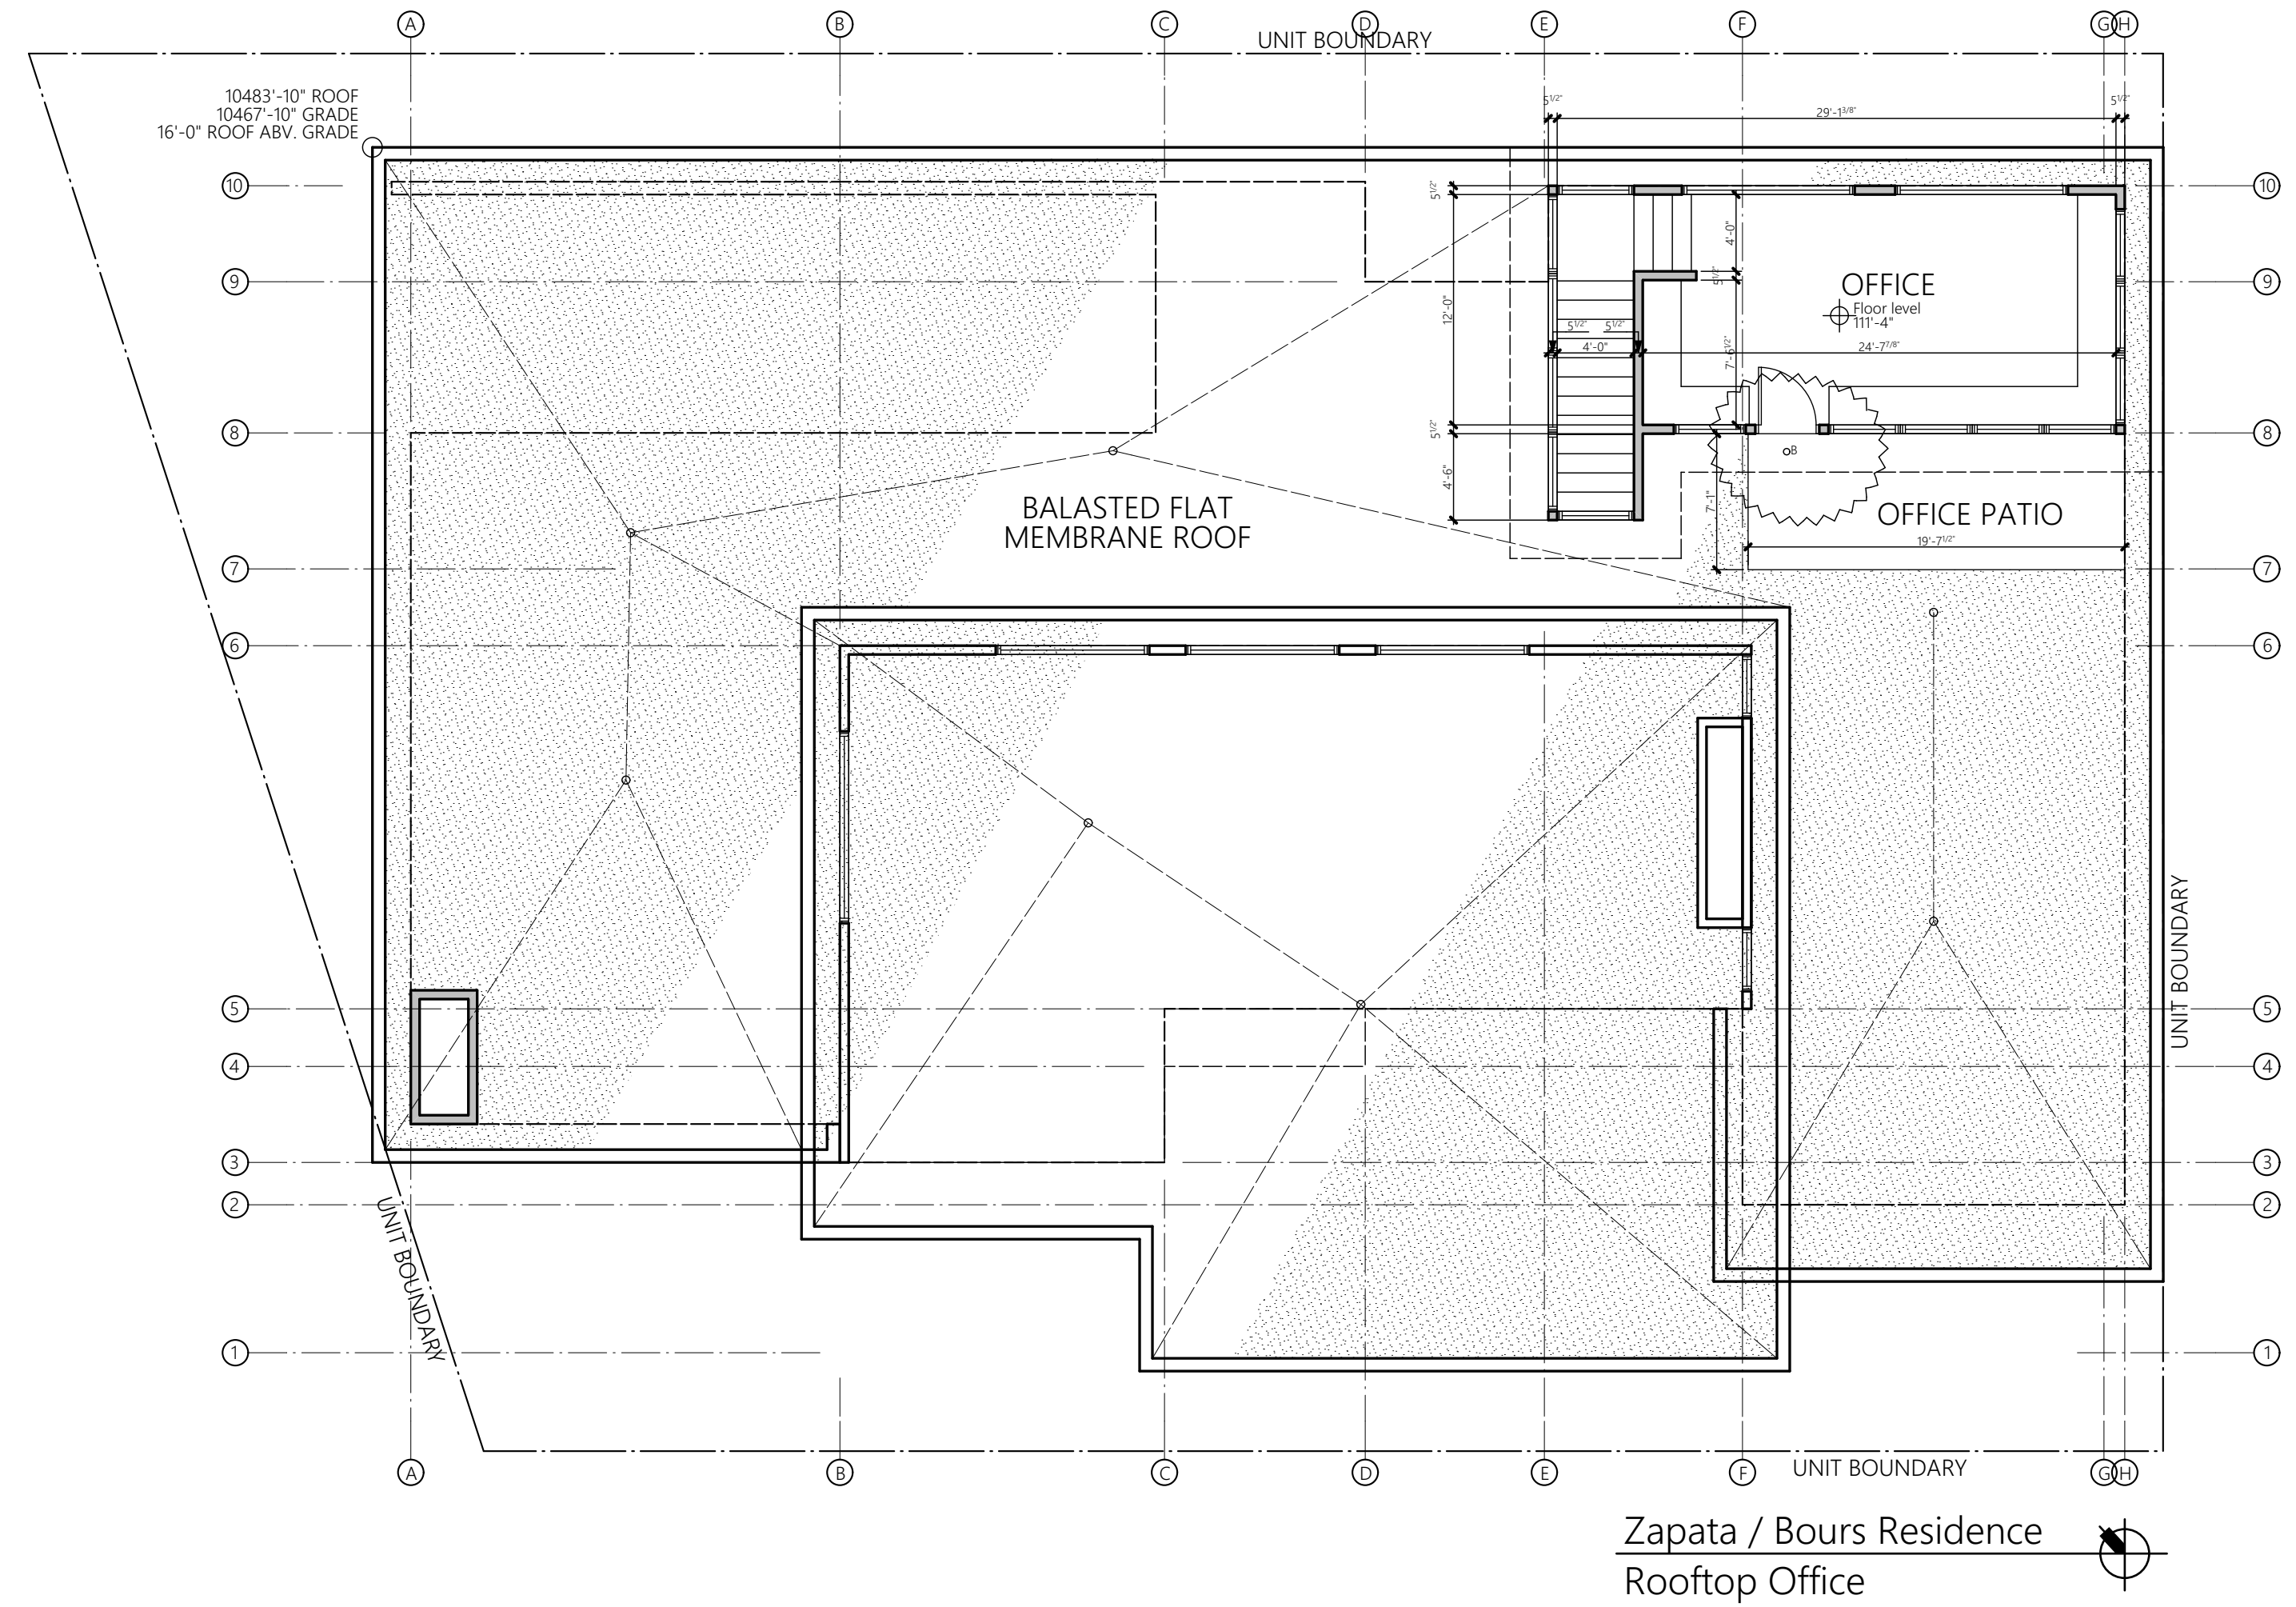 A B C D E F G H
UNIT BOUNDARY
10483'-10" ROOF
10467'-10" GRADE
16'-0" ROOF ABV. GRADE
5 1/2" 29'-1 3/8" 5 1/2"
10 10
5 1/2"
4'-0"
9 9
5 1/2"
OFFICE
Floor level
111'-4"
12'-0"
5 1/2" 5 1/2"
4'-0" 7'-6 1/2" 24'-7 7/8"
8 8
5 1/2"
B
4'-6"
7'-1"
BALASTED FLAT
MEMBRANE ROOF
OFFICE PATIO
19'-7 1/2"
7 7
6 6
UNIT BOUNDARY
5 5
4 4
3 3
2 2
UNIT BOUNDARY
1 1
A B C D E F G H
UNIT BOUNDARY
Zapata / Bours Residence
Rooftop Office